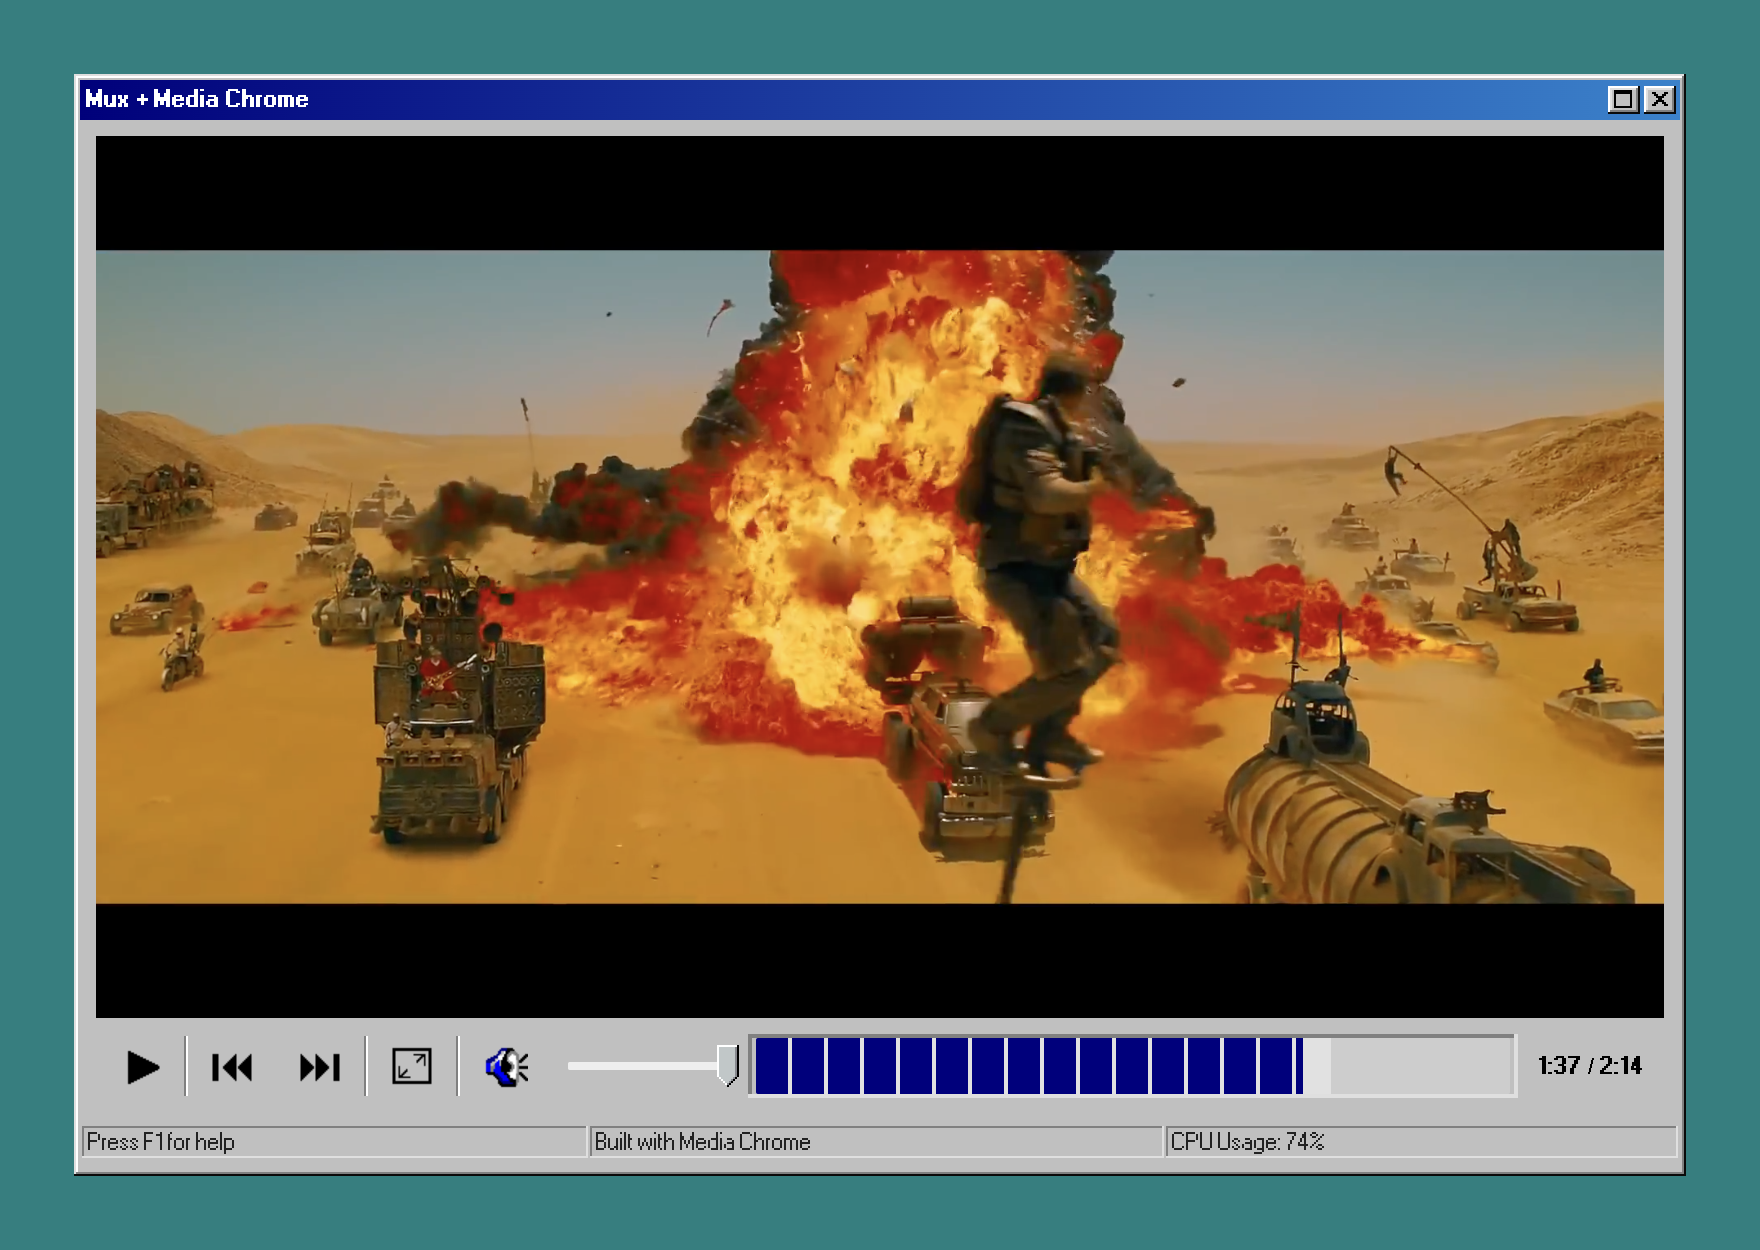 Mux + Media Chrome
1:37 / 2:14
Press F1 for help
Built with Media Chrome
CPU Usage: 74%